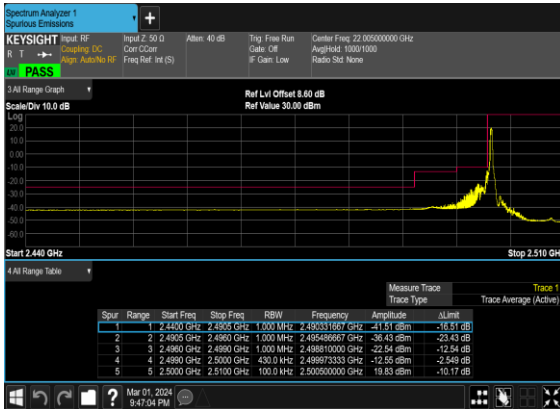 Spectrum Analyzer 1
Spurious Emissions
+
KEYSIGHT Input: RF Input Z: 50 Ω Atten: 40 dB Trig: Free Run Center Freq: 22.005000000 GHz
R T Coupling: DC Corr CCorr Gate: Off Avg|Hold: 1000/1000
Align: Auto/No RF Freq Ref: Int (S) IF Gain: Low Radio Std: None
PASS
3 All Range Graph
Ref Lvl Offset 8.60 dB
Scale/Div 10.0 dB Ref Value 30.00 dBm
Log
20.0
10.0
0.00
-10.0
-20.0
-30.0
-40.0
-50.0
-60.0
Start 2.440 GHz Stop 2.510 GH
4 All Range Table
Measure Trace Trace 1
Trace Type Trace Average (Active)
Spur Range Start Freq Stop Freq RBW Frequency Amplitude ΔLimit
1 1 2.4400 GHz 2.4905 GHz 1.000 MHz 2.490331667 GHz -41.51 dBm -16.51 dB
2 2 2.4905 GHz 2.4960 GHz 1.000 MHz 2.495486667 GHz -36.43 dBm -23.43 dB
3 3 2.4960 GHz 2.4990 GHz 1.000 MHz 2.498810000 GHz -22.54 dBm -12.54 dB
4 4 2.4990 GHz 2.5000 GHz 430.0 kHz 2.499973333 GHz -12.55 dBm -2.549 dB
5 5 2.5000 GHz 2.5100 GHz 100.0 kHz 2.500500000 GHz 19.83 dBm -10.17 dB
? Mar 01, 2024
9:47:04 PM